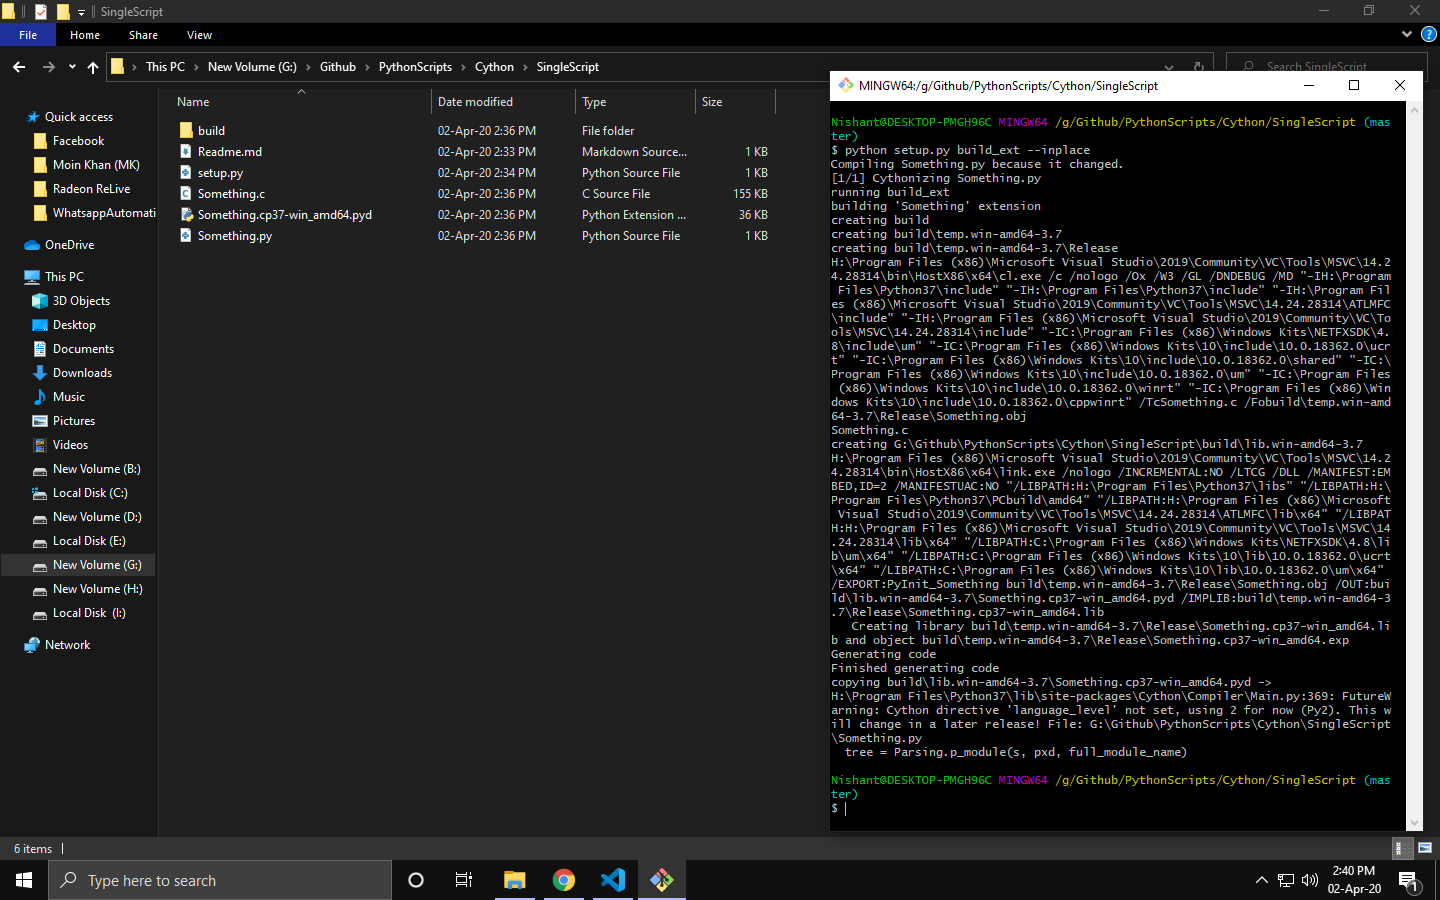 SingleScript
File Home Share View
This PC New Volume (G:) Github PythonScripts Cython SingleScript
Search SingleScript
Quick access
Facebook
Moin Khan (MK)
Radeon ReLive
WhatsappAutomati
OneDrive
This PC
3D Objects
Desktop
Documents
Downloads
Music
Pictures
Videos
New Volume (B:)
Local Disk (C:)
New Volume (D:)
Local Disk (E:)
New Volume (G:)
New Volume (H:)
Local Disk (I:)
Network
Name Date modified Type Size
build 02-Apr-20 2:36 PM File folder
Readme.md 02-Apr-20 2:33 PM Markdown Source... 1 KB
setup.py 02-Apr-20 2:34 PM Python Source File 1 KB
Something.c 02-Apr-20 2:36 PM C Source File 155 KB
Something.cp37-win_amd64.pyd 02-Apr-20 2:36 PM Python Extension ... 36 KB
Something.py 02-Apr-20 2:36 PM Python Source File 1 KB
MINGW64:/g/Github/PythonScripts/Cython/SingleScript
Nishant@DESKTOP-PMGH96C MINGW64 /g/Github/PythonScripts/Cython/SingleScript (mas
ter)
$ python setup.py build_ext --inplace
Compiling Something.py because it changed.
[1/1] Cythonizing Something.py
running build_ext
building 'Something' extension
creating build
creating build\temp.win-amd64-3.7
creating build\temp.win-amd64-3.7\Release
H:\Program Files (x86)\Microsoft Visual Studio\2019\Community\VC\Tools\MSVC\14.2
4.28314\bin\HostX86\x64\cl.exe /c /nologo /Ox /W3 /GL /DNDEBUG /MD "-IH:\Program
 Files\Python37\include" "-IH:\Program Files\Python37\include" "-IH:\Program Fil
es (x86)\Microsoft Visual Studio\2019\Community\VC\Tools\MSVC\14.24.28314\ATLMFC
\include" "-IH:\Program Files (x86)\Microsoft Visual Studio\2019\Community\VC\To
ols\MSVC\14.24.28314\include" "-IC:\Program Files (x86)\Windows Kits\NETFXSDK\4.
8\include\um" "-IC:\Program Files (x86)\Windows Kits\10\include\10.0.18362.0\ucr
t" "-IC:\Program Files (x86)\Windows Kits\10\include\10.0.18362.0\shared" "-IC:\
Program Files (x86)\Windows Kits\10\include\10.0.18362.0\um" "-IC:\Program Files
 (x86)\Windows Kits\10\include\10.0.18362.0\winrt" "-IC:\Program Files (x86)\Win
dows Kits\10\include\10.0.18362.0\cppwinrt" /TcSomething.c /Fobuild\temp.win-amd
64-3.7\Release\Something.obj
Something.c
creating G:\Github\PythonScripts\Cython\SingleScript\build\lib.win-amd64-3.7
H:\Program Files (x86)\Microsoft Visual Studio\2019\Community\VC\Tools\MSVC\14.2
4.28314\bin\HostX86\x64\link.exe /nologo /INCREMENTAL:NO /LTCG /DLL /MANIFEST:EM
BED,ID=2 /MANIFESTUAC:NO "/LIBPATH:H:\Program Files\Python37\libs" "/LIBPATH:H:\
Program Files\Python37\PCbuild\amd64" "/LIBPATH:H:\Program Files (x86)\Microsoft
 Visual Studio\2019\Community\VC\Tools\MSVC\14.24.28314\ATLMFC\lib\x64" "/LIBPAT
H:H:\Program Files (x86)\Microsoft Visual Studio\2019\Community\VC\Tools\MSVC\14
.24.28314\lib\x64" "/LIBPATH:C:\Program Files (x86)\Windows Kits\NETFXSDK\4.8\li
b\um\x64" "/LIBPATH:C:\Program Files (x86)\Windows Kits\10\lib\10.0.18362.0\ucrt
\x64" "/LIBPATH:C:\Program Files (x86)\Windows Kits\10\lib\10.0.18362.0\um\x64"
/EXPORT:PyInit_Something build\temp.win-amd64-3.7\Release\Something.obj /OUT:bui
ld\lib.win-amd64-3.7\Something.cp37-win_amd64.pyd /IMPLIB:build\temp.win-amd64-3
.7\Release\Something.cp37-win_amd64.lib
   Creating library build\temp.win-amd64-3.7\Release\Something.cp37-win_amd64.li
b and object build\temp.win-amd64-3.7\Release\Something.cp37-win_amd64.exp
Generating code
Finished generating code
copying build\lib.win-amd64-3.7\Something.cp37-win_amd64.pyd ->
H:\Program Files\Python37\lib\site-packages\Cython\Compiler\Main.py:369: FutureW
arning: Cython directive 'language_level' not set, using 2 for now (Py2). This w
ill change in a later release! File: G:\Github\PythonScripts\Cython\SingleScript
\Something.py
  tree = Parsing.p_module(s, pxd, full_module_name)
Nishant@DESKTOP-PMGH96C MINGW64 /g/Github/PythonScripts/Cython/SingleScript (mas
ter)
$
6 items
Type here to search
2:40 PM
02-Apr-20
1